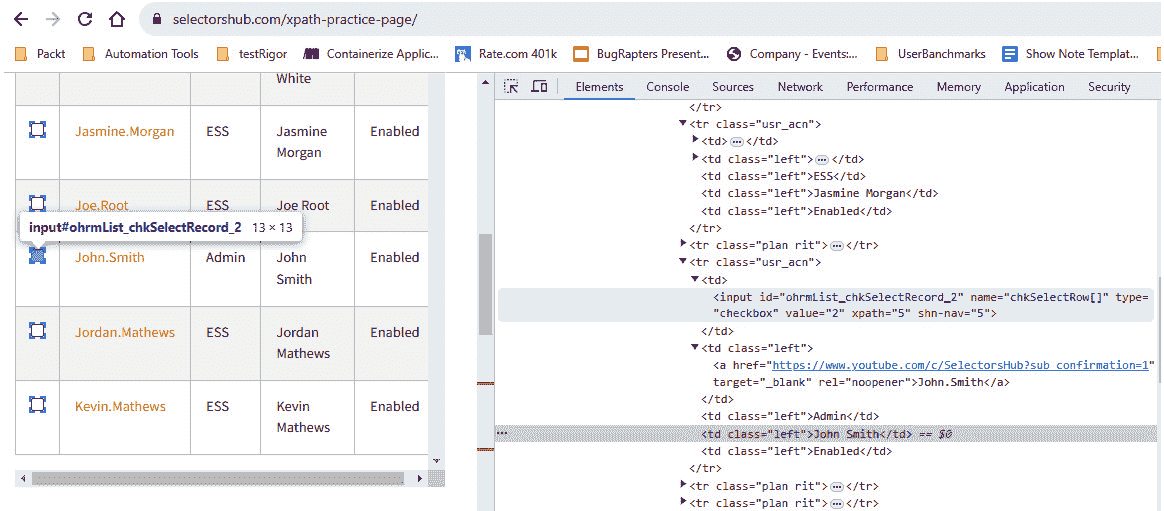 selectorshub.com/xpath-practice-page/
Packt Automation Tools testRigor Containerize Applic... Rate.com 401k BugRapters Present... Company - Events:... UserBanchmarks Show Note Templat...
White
Jasmine.Morgan ESS Jasmine Morgan Enabled
Joe.Root ESS Joe Root Enabled
input#ohrmList_chkSelectRecord_2 13 × 13
John.Smith Admin John Smith Enabled
Jordan.Mathews ESS Jordan Mathews Enabled
Kevin.Mathews ESS Kevin Mathews Enabled
Elements Console Sources Network Performance Memory Application Security
</tr>
<tr class="usr_acn">
<td> ... </td>
<td class="left"> ... </td>
<td class="left">ESS</td>
<td class="left">Jasmine Morgan</td>
<td class="left">Enabled</td>
</tr>
<tr class="plan rit"> ... </tr>
<tr class="usr_acn">
<td>
<input id="ohrmList_chkSelectRecord_2" name="chkSelectRow[]" type=
"checkbox" value="2" xpath="5" shn-nav="5">
</td>
<td class="left">
<a href="https://www.youtube.com/c/SelectorsHub?sub_confirmation=1"
target="_blank" rel="noopener">John.Smith</a>
</td>
<td class="left">Admin</td>
... <td class="left">John Smith</td> == $0
<td class="left">Enabled</td>
</tr>
<tr class="plan rit"> ... </tr>
<tr class="plan rit"> ... </tr>